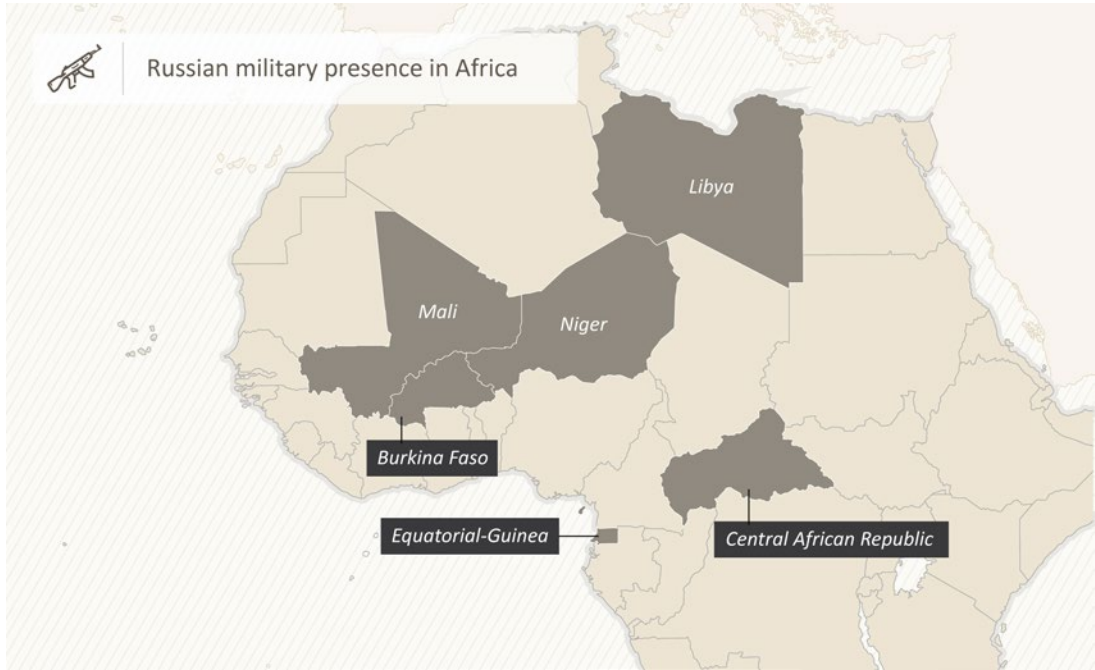 Russian military presence in Africa
Libya
Mali
Niger
Burkina Faso
Equatorial-Guinea
Central African Republic